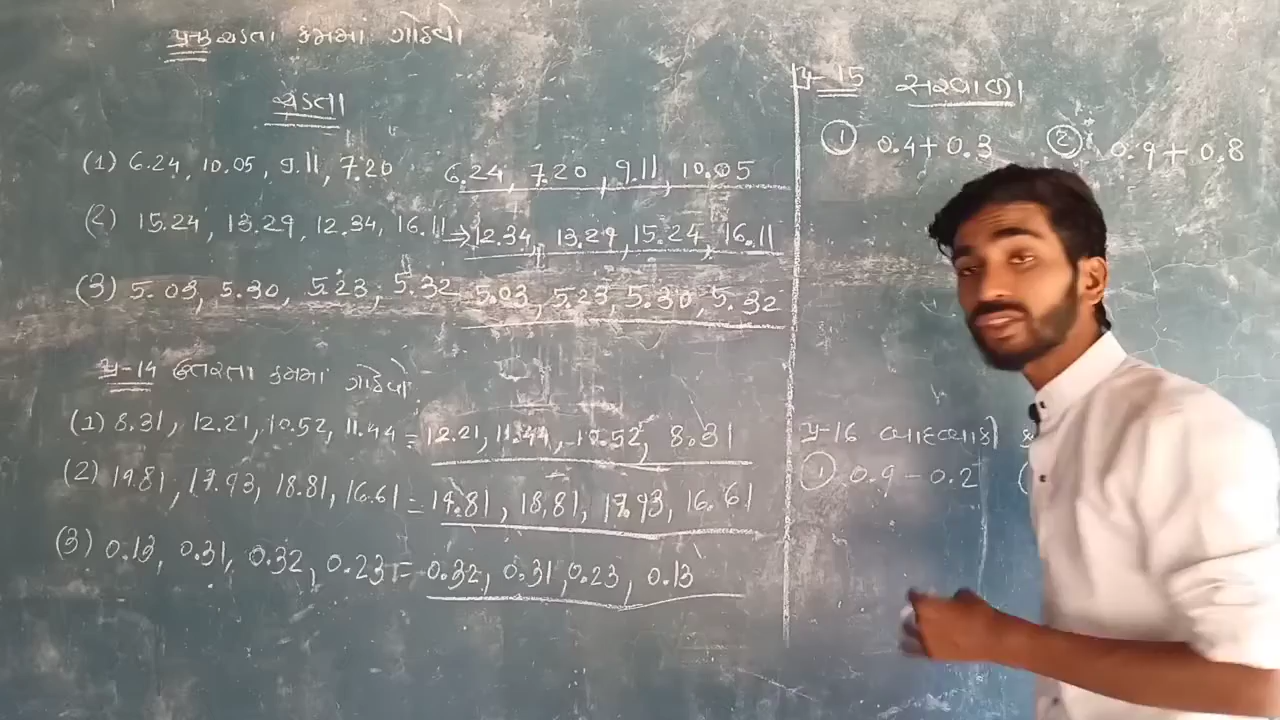 પ્ર-13 ચડતા ક્રમમાં ગોઠવો
ચડતા
(1) 6.24, 10.05, 9.11, 7.20 6.24, 7.20, 9.11, 10.05
(2) 15.24, 13.29, 12.34, 16.11 → 12.34, 13.29, 15.24, 16.11
(3) 5.03, 5.30, 5.23, 5.32 5.03, 5.23, 5.30, 5.32
પ્ર-14 ઉતરતા ક્રમમાં ગોઠવો
(1) 8.31, 12.21, 10.52, 11.44 = 12.21, 11.44, 10.52, 8.31
(2) 19.81, 17.93, 18.81, 16.61 = 19.81, 18.81, 17.93, 16.61
(3) 0.13, 0.31, 0.32, 0.23 = 0.32, 0.31, 0.23, 0.13
પ્ર-15 સરવાળા
① 0.4 + 0.3 ② 0.9 + 0.8
પ્ર-16 બાદબાકી
① 0.9 - 0.2